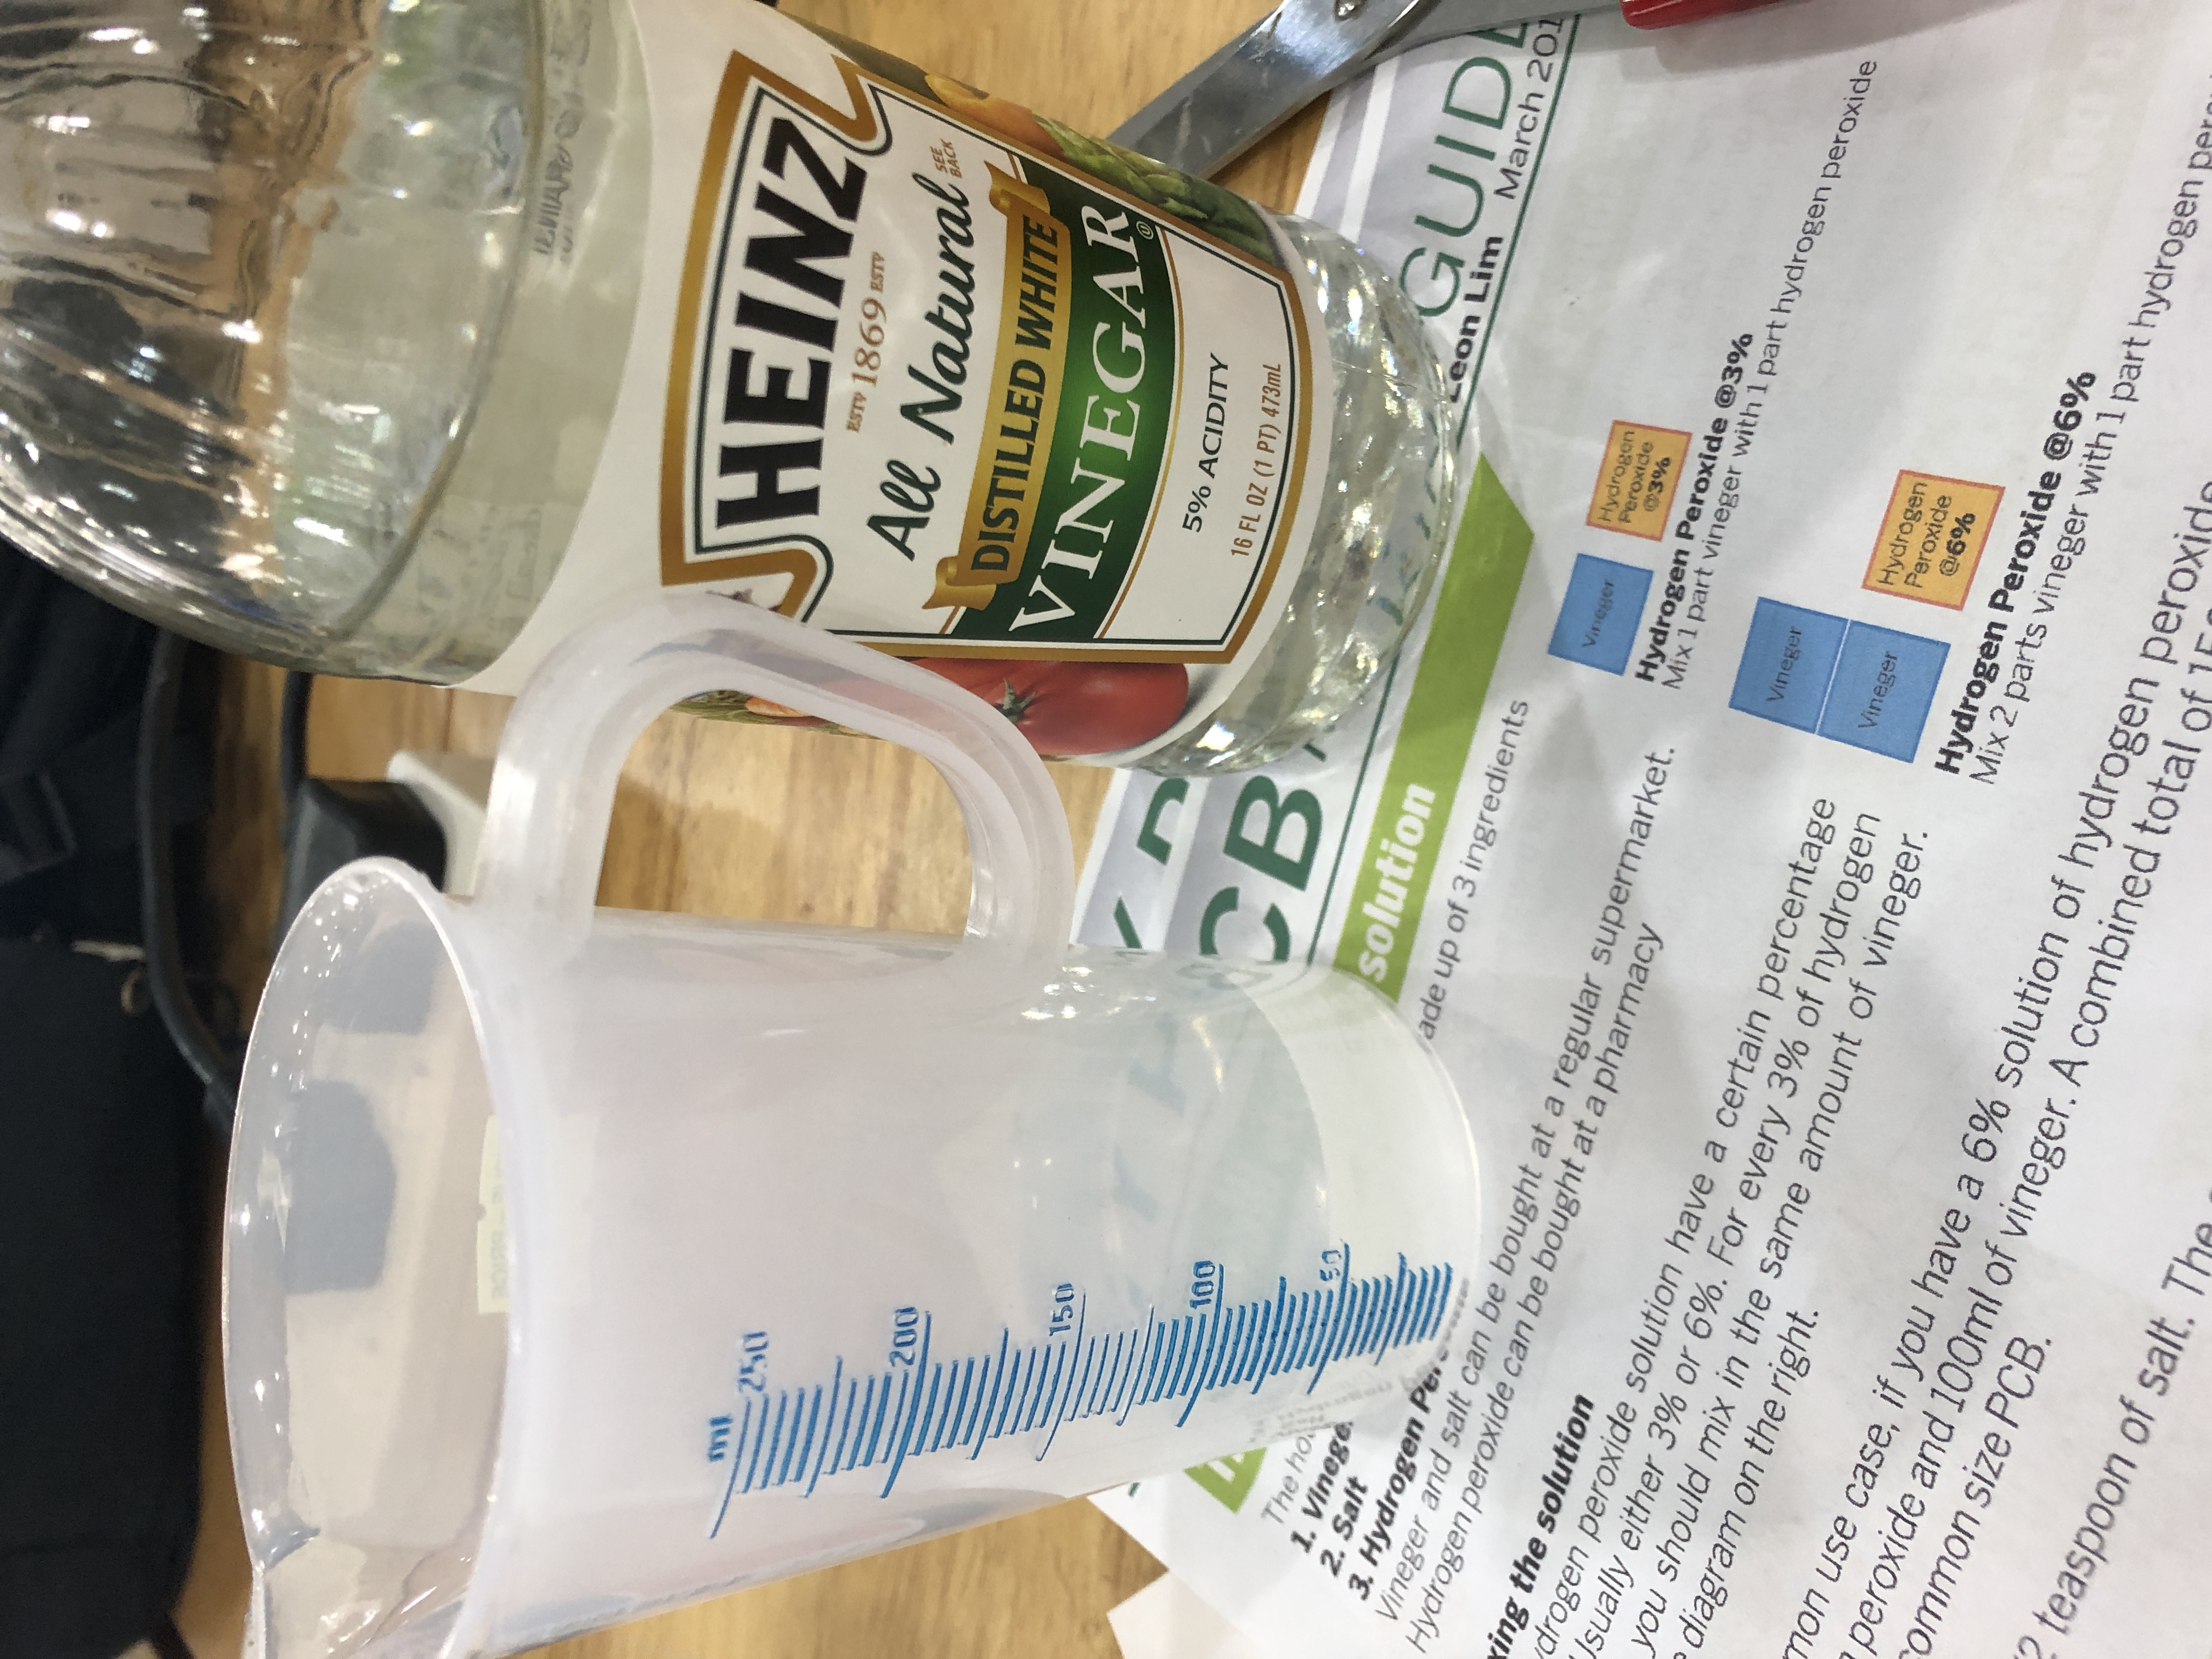 ml
250
200
150
100
50
HEINZ
ESTD 1869 ESTD
All Natural
SEE
BACK
DISTILLED WHITE
VINEGAR
5% ACIDITY
16 FL OZ (1 PT) 473mL
CB
Leon Lim March
solution
ade up of 3 ingredients
1.
2. Salt
3. Hydrogen
Vineger and salt can be bought at a regular supermarket.
Hydrogen peroxide can be bought at a pharmacy
xing the solution
ydrogen peroxide solution have a certain percentage
Usually either 3% or 6%. For every 3% of hydrogen
you should mix in the same amount of vineger.
diagram on the right.
mon use case, if you have a 6% solution of hydrogen peroxide
peroxide and 100ml of vineger. A combined total of
common size PCB.
teaspoon of salt. The
Vineger
Hydrogen
Peroxide
@3%
Hydrogen Peroxide @3%
Mix 1 part vineger with 1 part hydrogen peroxide
Vineger
Vineger
Hydrogen
Peroxide
@6%
Hydrogen Peroxide @6%
Mix 2 parts vineger with 1 part hydrogen